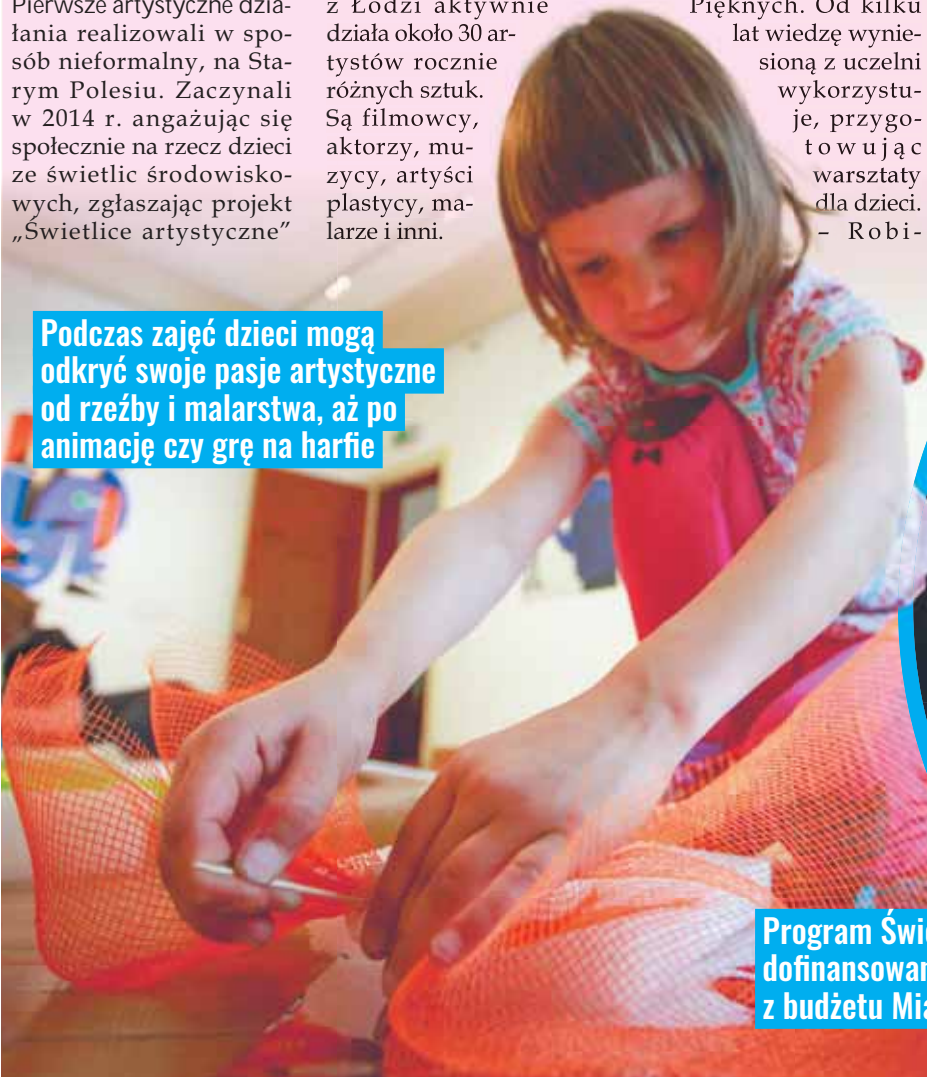 Pierwsze artystyczne dzia-
łania realizowali w spo-
sób nieformalny, na Sta-
rym Polesiu. Zaczynali
w 2014 r. angażując się
społecznie na rzecz dzieci
ze świetlic środowisko-
wych, zgłaszając projekt
„Świetlice artystyczne”
z Łodzi aktywnie
działa około 30 ar-
tystów rocznie
różnych sztuk.
Są filmowcy,
aktorzy, mu-
zycy, artyści
plastycy, ma-
larze i inni.
Pięknych. Od kilku
lat wiedzę wynie-
sioną z uczelni
wykorzystu-
je, przygo-
towując
warsztaty
dla dzieci.
– Robi-
Podczas zajęć dzieci mogą
odkryć swoje pasje artystyczne
od rzeźby i malarstwa, aż po
animację czy grę na harfie
Program
z budżetu